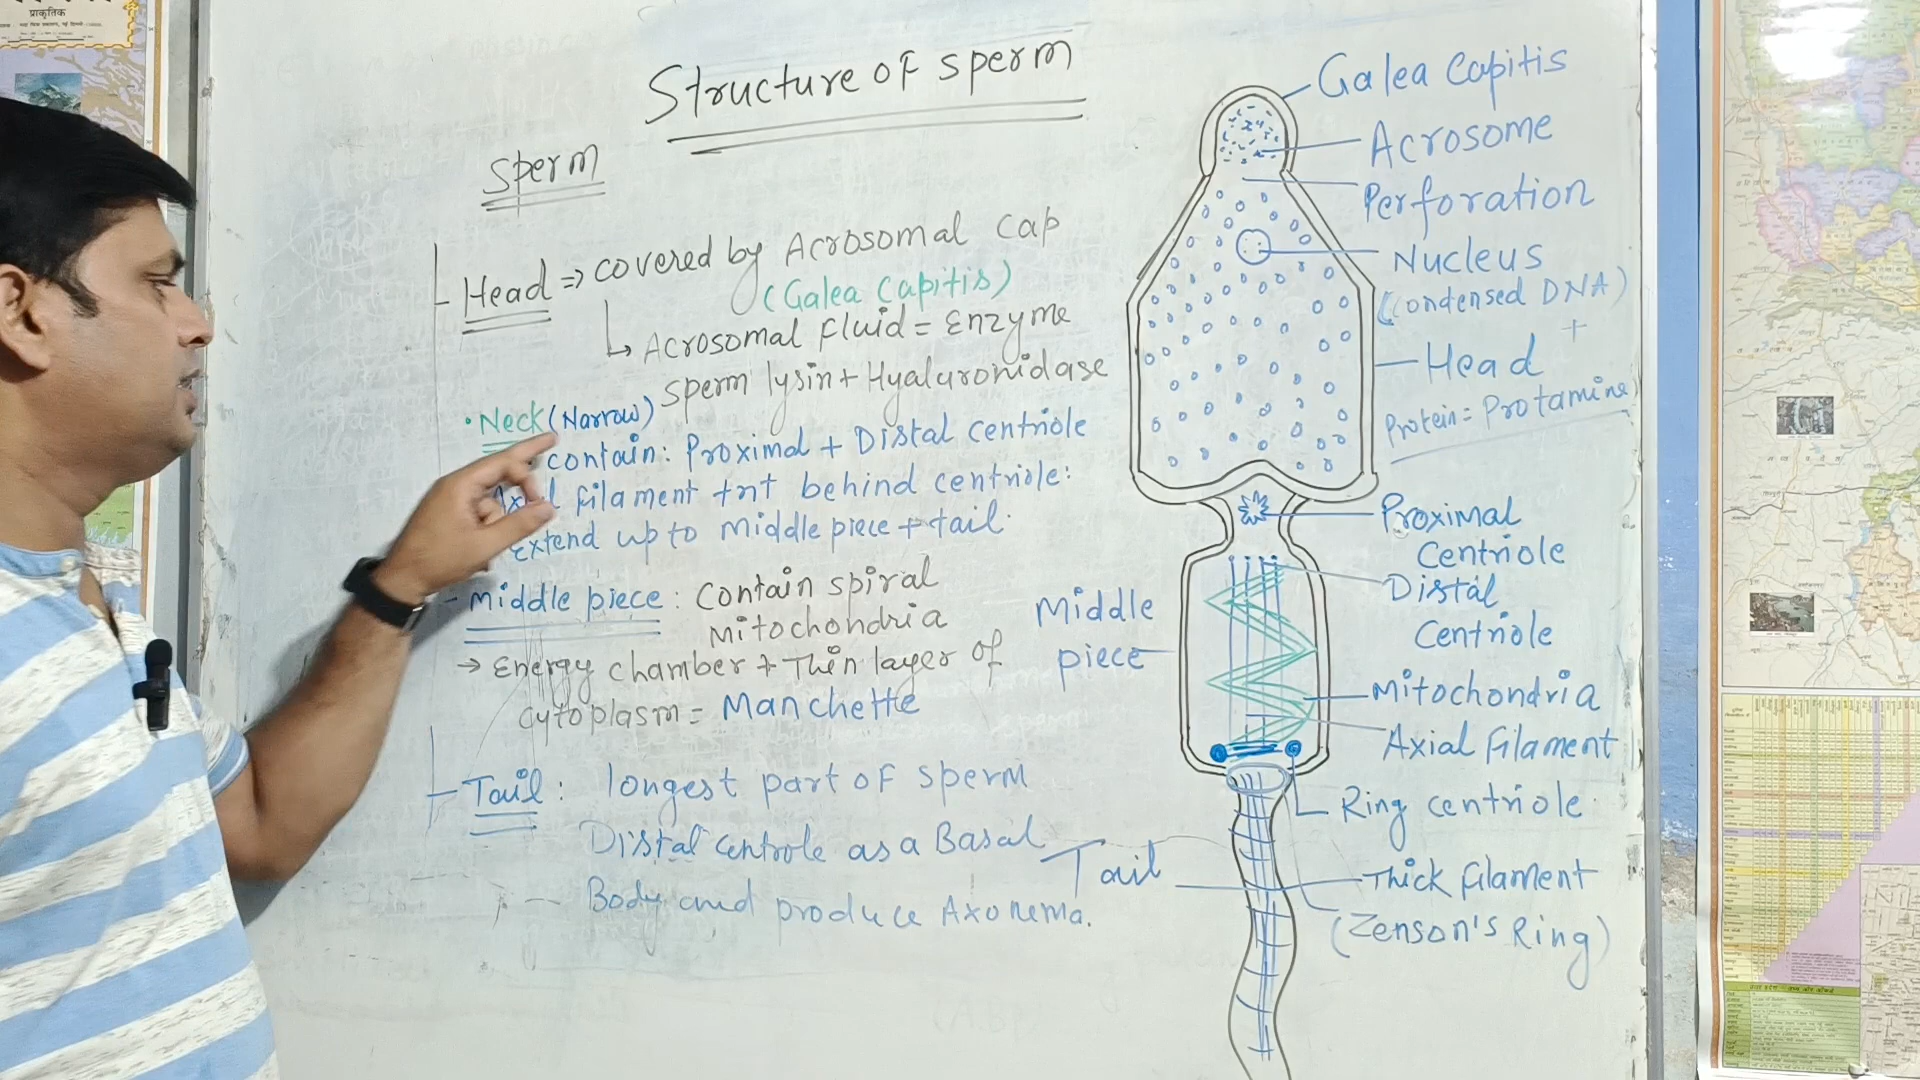 प्राकृतिक
Structure of sperm
sperm
Head ⇒ covered by Acrosomal cap
(Galea capitis)
↳ Acrosomal fluid = Enzyme
sperm lysin + Hyaluronidase
• Neck (Narrow)
contain: Proximal + Distal centriole
filament tnt behind centriole:
Extend up to middle piece + tail.
- Middle piece: contain spiral
Mitochondria
→ Energy chamber + Thin layer of
cytoplasm = Manchette
Tail: longest part of sperm
Distal centrole as a Basal
Body and produce Axonema.
Galea capitis
Acrosome
Perforation
Nucleus
(Condensed DNA)
+
Head
Protein = Protamine)
Proximal
Centriole
Distal
Centriole
Middle
piece
Mitochondria
Axial filament
Ring centriole
Tail
Thick filament
(Zenson's Ring)